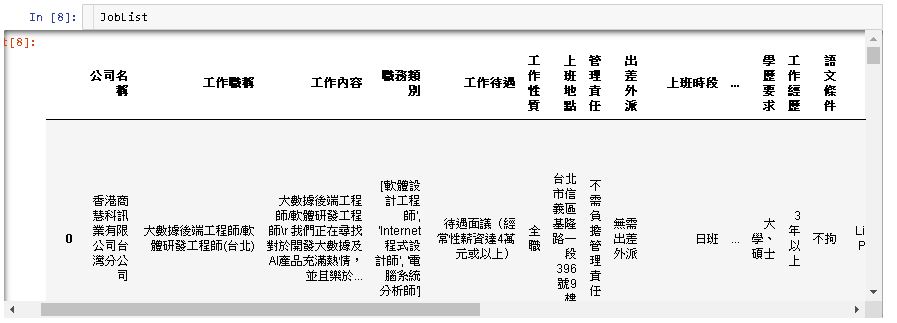 In [8]:
JobList
t[8]:
公司名
稱
工作職稱
工作內容
職務類
別
工作待遇
工
作
性
質
上
班
地
點
管
理
責
任
出
差
外
派
上班時段
...
學
歷
要
求
工
作
經
歷
語
文
條
件
0
香港商
慧科訊
業有限
公司台
灣分公
司
大數據後端工程師/軟
體研發工程師(台北)
大數據後端工程
師/軟體研發工程
師\r 我們正在尋找
對於開發大數據及
AI產品充滿熱情，
並且樂於...
['軟體設
計工程
師',
'Internet
程式設
計師', '電
腦系統
分析師']
待遇面議（經
常性薪資達4萬
元或以上）
全
職
台北
市信
義區
基隆
路一
段
396
號9
樓
不
需
負
擔
管
理
責
任
無需
出差
外派
日班
...
大
學、
碩士
3
年
以
上
不拘
Li
P